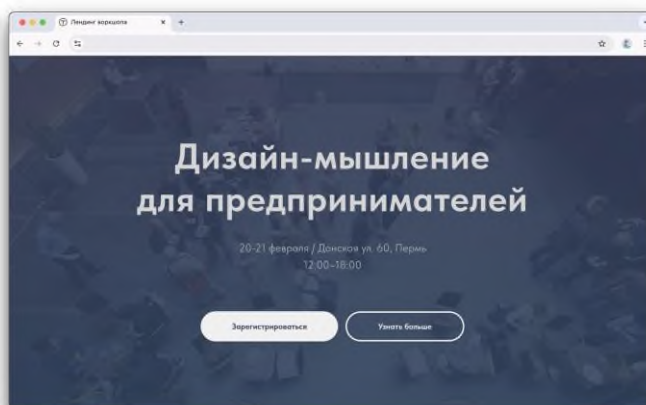 Лендинг воркшопа
Дизайн-мышление
для предпринимателей
20-21 февраля / Донская ул. 60, Пермь
12:00–18:00
Зарегистрироваться
Узнать больше